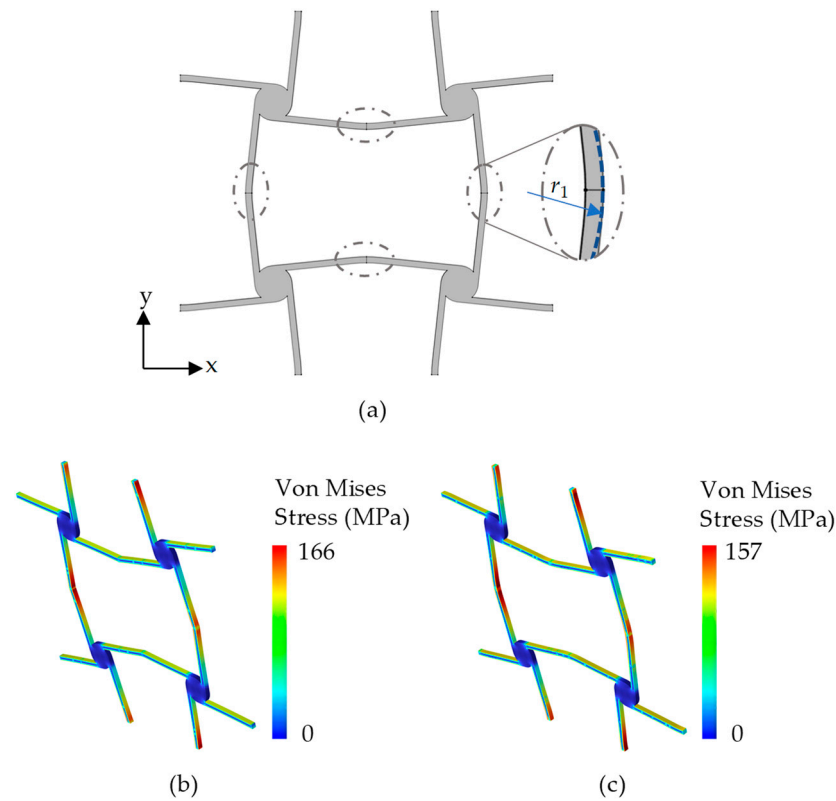 r1
y
x
(a)
Von Mises
Stress (MPa)
166
0
(b)
Von Mises
Stress (MPa)
157
0
(c)